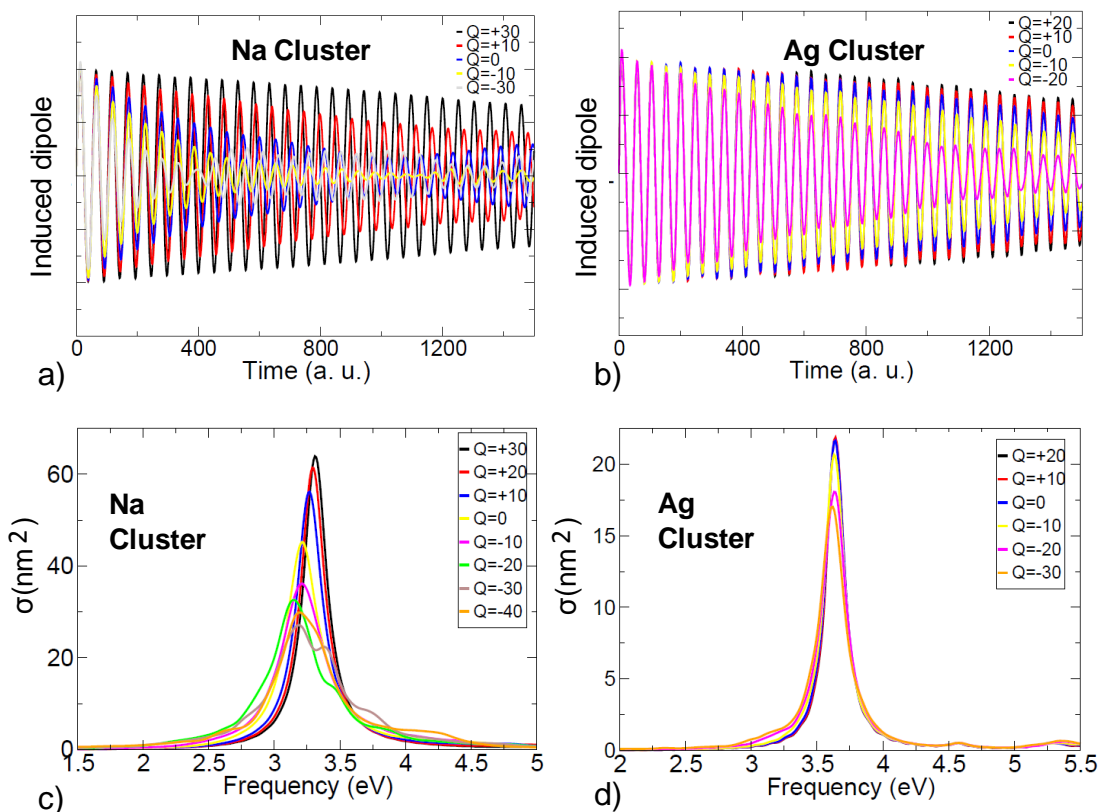 Na Cluster
Q=+30
Q=+10
Q=0
Q=-10
Q=-30
Induced dipole
0
400
800
1200
Time (a. u.)
a)
Ag Cluster
Q=+20
Q=+10
Q=0
Q=-10
Q=-20
Induced dipole
0
400
800
1200
Time (a. u.)
b)
Na
Cluster
Q=+30
Q=+20
Q=+10
Q=0
Q=-10
Q=-20
Q=-30
Q=-40
σ(nm²)
60
40
20
0
1.5
2
2.5
3
3.5
4
4.5
5
Frequency (eV)
c)
Ag
Cluster
Q=+20
Q=+10
Q=0
Q=-10
Q=-20
Q=-30
σ(nm²)
20
15
10
5
0
2
2.5
3
3.5
4
4.5
5
5.5
Frequency (eV)
d)